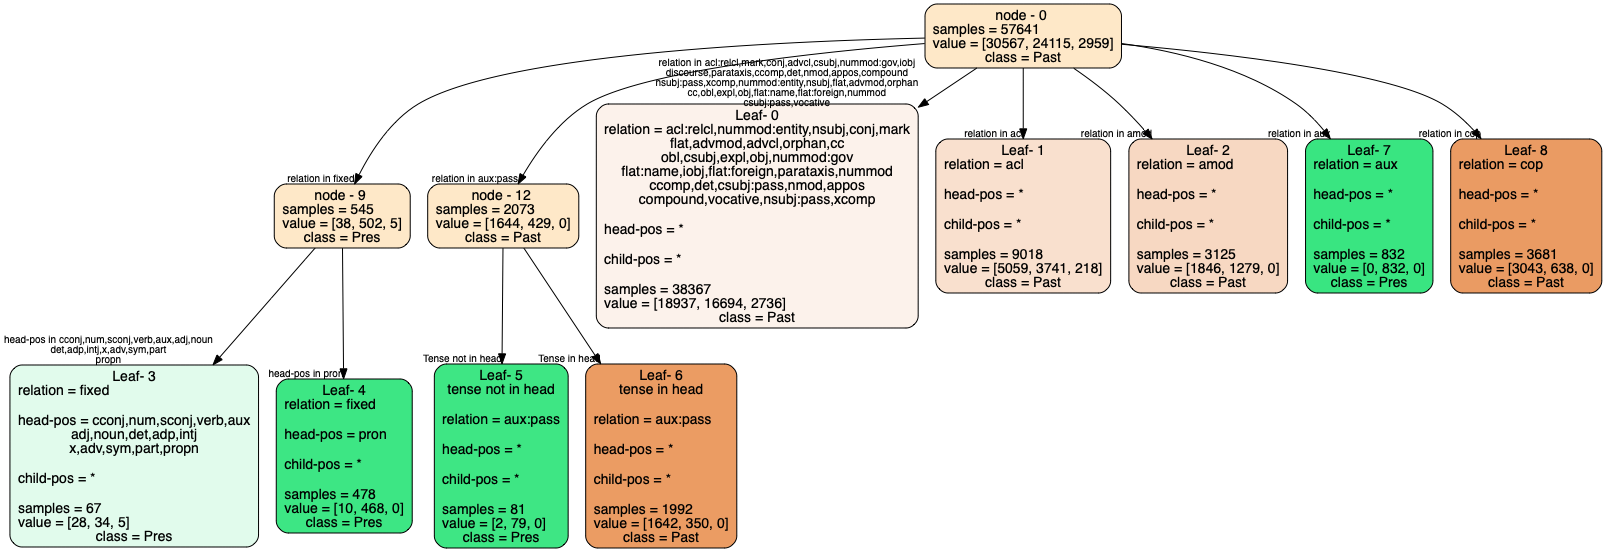 node - 0
samples = 57641
value = [30567, 24115, 2959]
class = Past
relation in acl:relcl,mark,conj,advcl,csubj,nummod:gov,iobj
discourse,parataxis,ccomp,det,nmod,appos,compound
nsubj:pass,xcomp,nummod:entity,nsubj,flat,advmod,orphan
cc,obl,expl,obj,flat:name,flat:foreign,nummod
csubj:pass,vocative
relation in fixed
node - 9
samples = 545
value = [38, 502, 5]
class = Pres
relation in aux:pass
node - 12
samples = 2073
value = [1644, 429, 0]
class = Past
Leaf- 0
relation = acl:relcl,nummod:entity,nsubj,conj,mark
flat,advmod,advcl,orphan,cc
obl,csubj,expl,obj,nummod:gov
flat:name,iobj,flat:foreign,parataxis,nummod
ccomp,det,csubj:pass,nmod,appos
compound,vocative,nsubj:pass,xcomp
head-pos = *
child-pos = *
samples = 38367
value = [18937, 16694, 2736]
class = Past
relation in acl
Leaf- 1
relation = acl
head-pos = *
child-pos = *
samples = 9018
value = [5059, 3741, 218]
class = Past
relation in amod
Leaf- 2
relation = amod
head-pos = *
child-pos = *
samples = 3125
value = [1846, 1279, 0]
class = Past
relation in aux
Leaf- 7
relation = aux
head-pos = *
child-pos = *
samples = 832
value = [0, 832, 0]
class = Pres
relation in cop
Leaf- 8
relation = cop
head-pos = *
child-pos = *
samples = 3681
value = [3043, 638, 0]
class = Past
head-pos in cconj,num,sconj,verb,aux,adj,noun
det,adp,intj,x,adv,sym,part
propn
Leaf- 3
relation = fixed
head-pos = cconj,num,sconj,verb,aux
adj,noun,det,adp,intj
x,adv,sym,part,propn
child-pos = *
samples = 67
value = [28, 34, 5]
class = Pres
head-pos in pron
Leaf- 4
relation = fixed
head-pos = pron
child-pos = *
samples = 478
value = [10, 468, 0]
class = Pres
Tense not in head
Leaf- 5
tense not in head
relation = aux:pass
head-pos = *
child-pos = *
samples = 81
value = [2, 79, 0]
class = Pres
Tense in head
Leaf- 6
tense in head
relation = aux:pass
head-pos = *
child-pos = *
samples = 1992
value = [1642, 350, 0]
class = Past